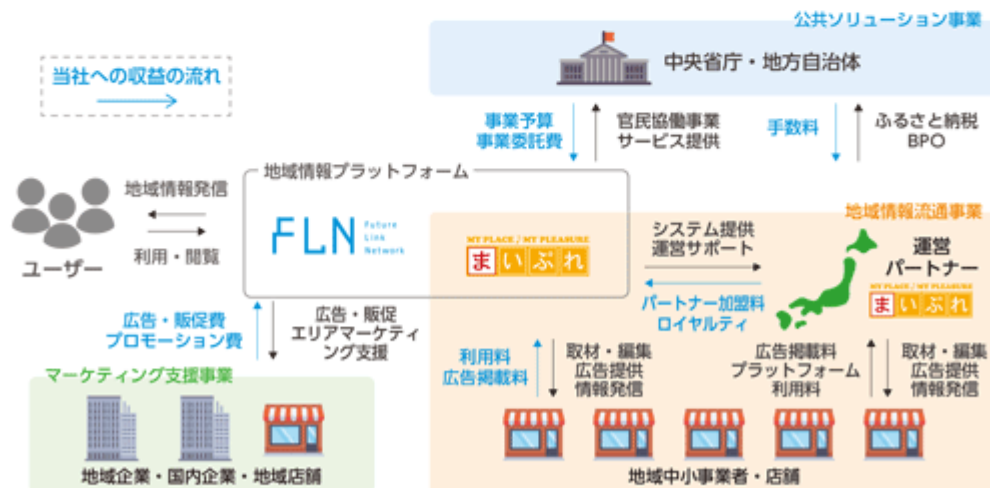 公共ソリューション事業
当社への収益の流れ
中央省庁・地方自治体
事業予算
事業委託費
官民協働事業
サービス提供
手数料
ふるさと納税
BPO
地域情報プラットフォーム
地域情報発信
利用・閲覧
ユーザー
FLN
Future
Link
Network
MY PLACE / MY PLEASURE
まいぷれ
地域情報流通事業
システム提供
運営サポート
パートナー加盟料
ロイヤルティ
運営
パートナー
MY PLACE / MY PLEASURE
まいぷれ
広告・販促費
プロモーション費
広告・販促
エリアマーケティ
ング支援
利用料
広告掲載料
取材・編集
広告提供
情報発信
広告掲載料
プラットフォーム
利用料
取材・編集
広告提供
情報発信
マーケティング支援事業
地域企業・国内企業・地域店舗
地域中小事業者・店舗